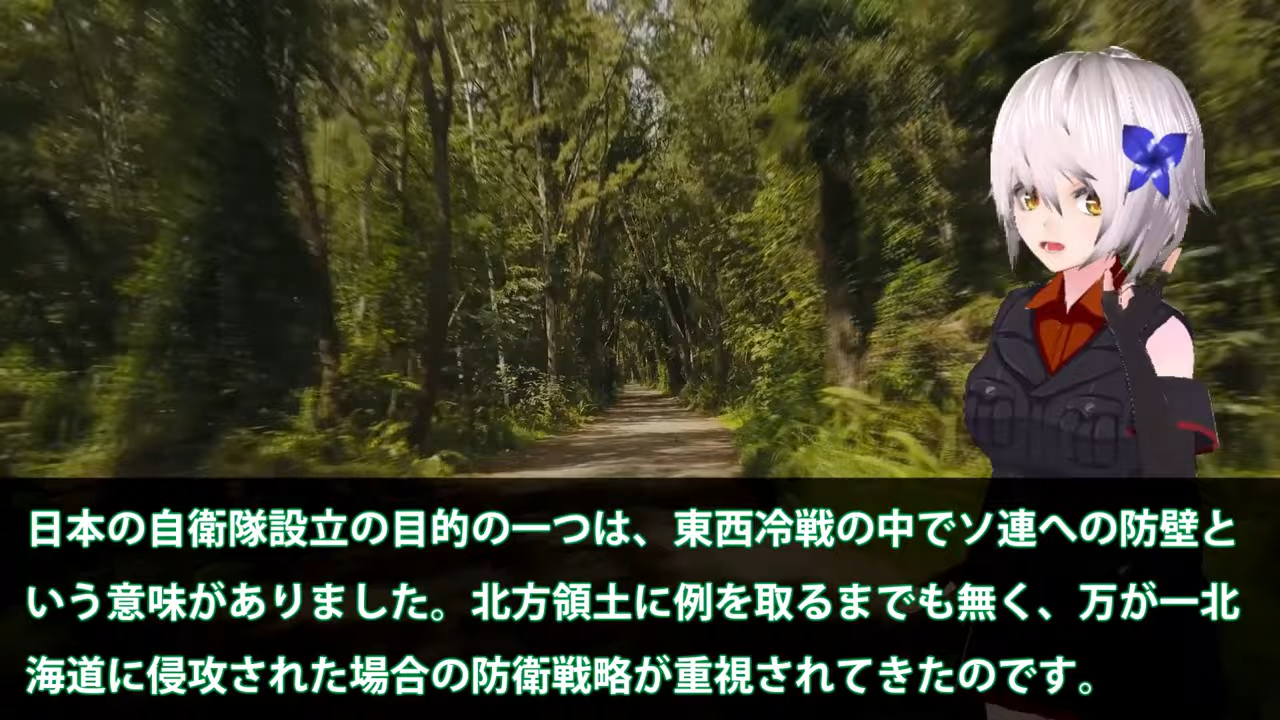 日本の自衛隊設立の目的の一つは、東西冷戦の中でソ連への防壁と
いう意味がありました。北方領土に例を取るまでも無く、万が一北
海道に侵攻された場合の防衛戦略が重視されてきたのです。